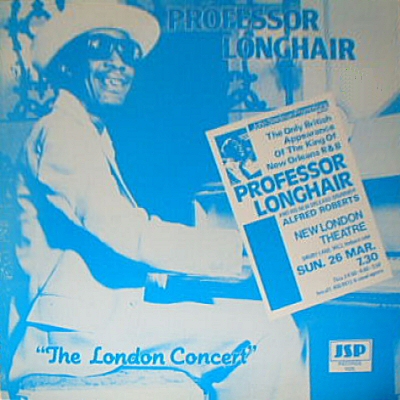 PROFESSOR
LONGHAIR
The Only British
Appearance
Of The King Of
New Orleans R&B
PROFESSOR
LONGHAIR
ALFRED ROBERTS
NEW LONDON
THEATRE
SUN. 26 MAR.
7.30
"The London Concert"
JSP
RECORDS